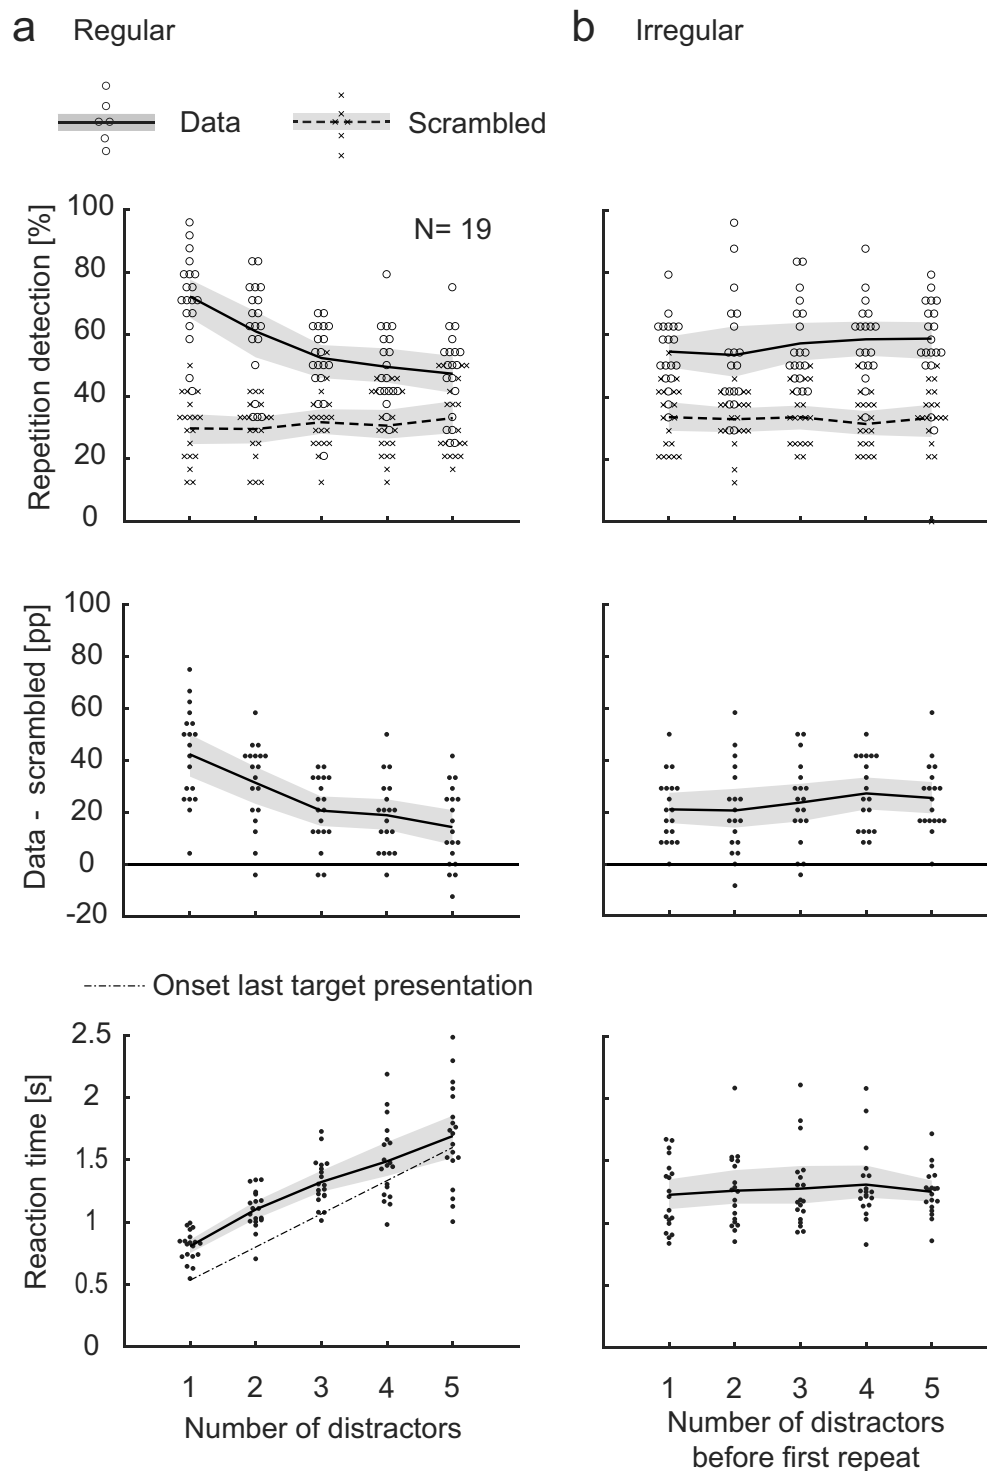 a Regular
b Irregular
Data
Scrambled
Repetition detection [%]
100
80
60
40
20
0
N= 19
Data - scrambled [pp]
100
80
60
40
20
0
-20
Onset last target presentation
Reaction time [s]
2.5
2
1.5
1
0.5
0
1 2 3 4 5
Number of distractors
1 2 3 4 5
Number of distractors
before first repeat